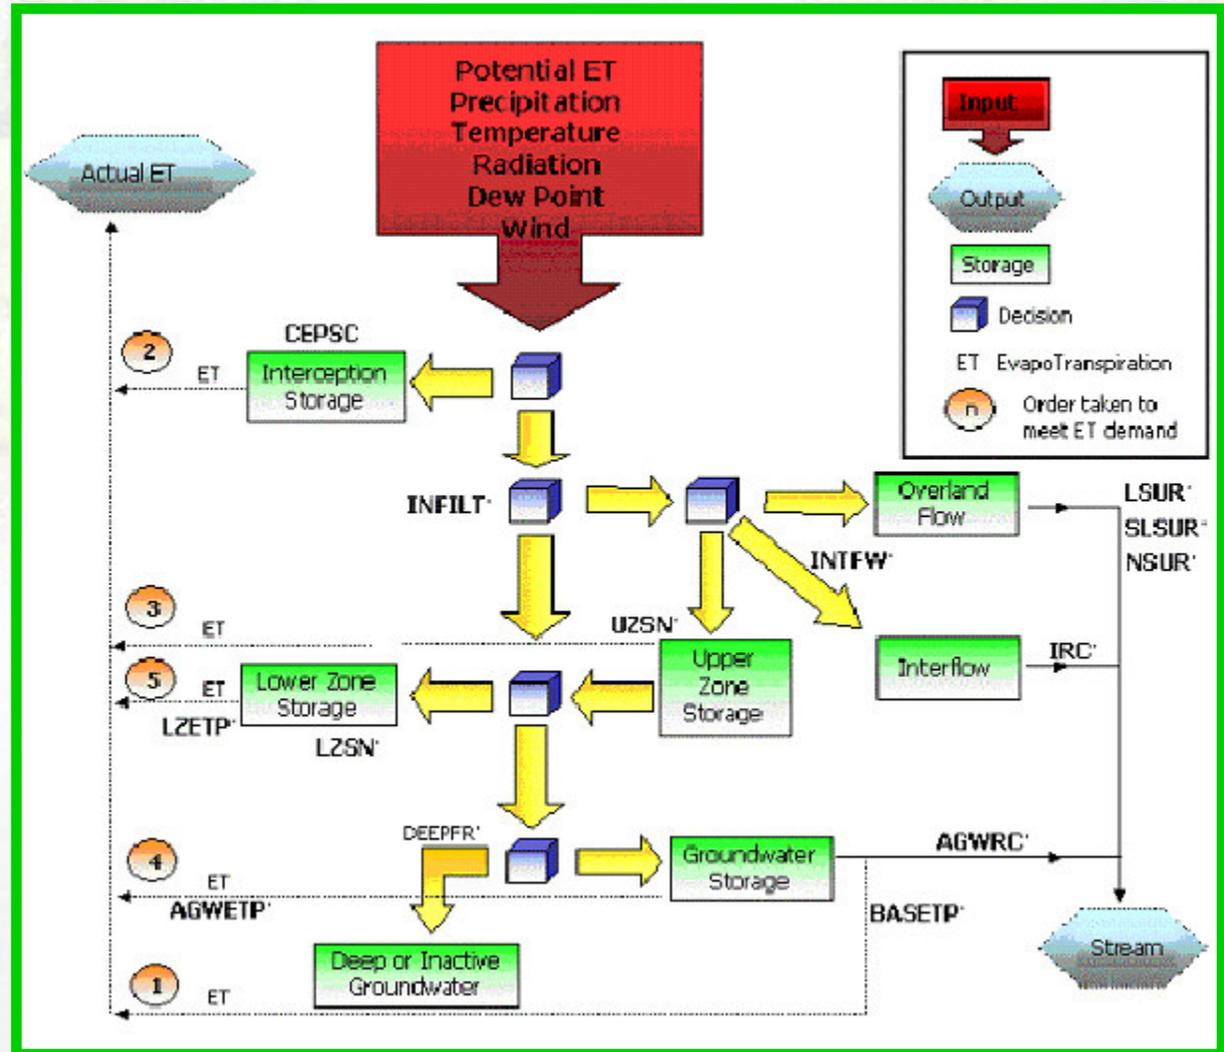 Potential ET
Precipitation
Temperature
Radiation
Dew Point
Wind
Input
Output
Storage
Decision
ET EvapoTranspiration
n Order taken to
meet ET demand
Actual ET
CEPSC
2
ET
Interception
Storage
INFILT*
Overland
Flow
LSUR*
SLSUR*
NSUR*
INTFW*
3
ET
UZSN*
Upper
Zone
Storage
Interflow
IRC*
5
ET
LZETP*
Lower Zone
Storage
LZSN*
DEEPFR*
4
ET
AGWETP*
Groundwater
Storage
AGWRC*
BASETP*
Deep or Inactive
Groundwater
1
ET
Stream